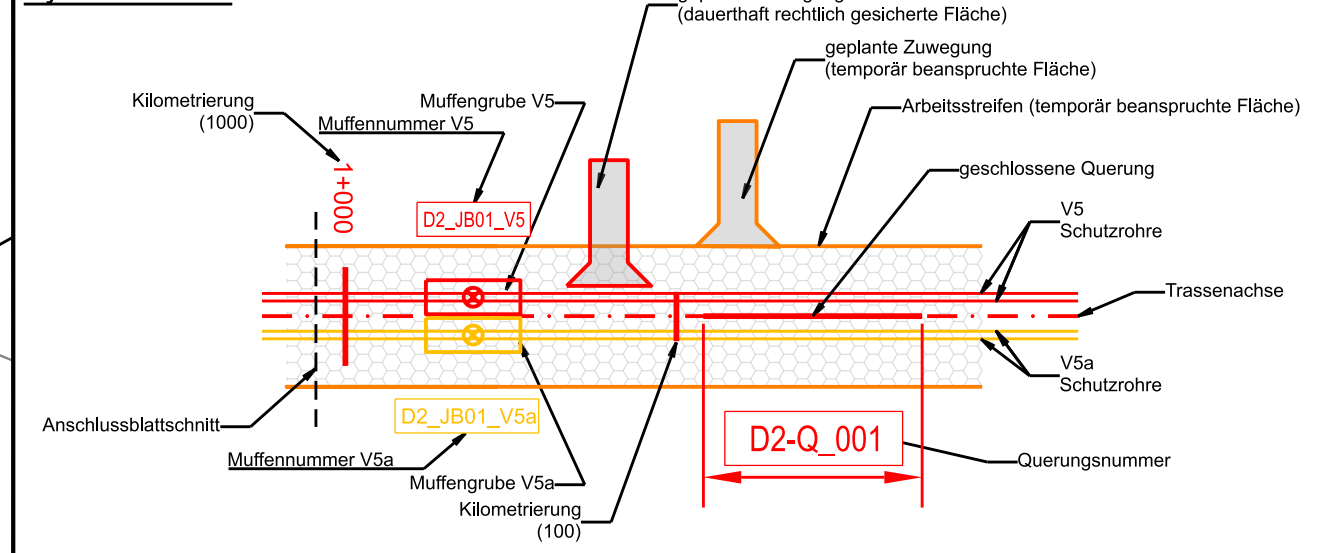 (dauerthaft rechtlich gesicherte Fläche)
geplante Zuwegung
(temporär beanspruchte Fläche)
Kilometrierung
(1000)
Muffengrube V5
Arbeitsstreifen (temporär beanspruchte Fläche)
Muffennummer V5
geschlossene Querung
1+000
D2_JB01_V5
V5
Schutzrohre
Trassenachse
V5a
Schutzrohre
Anschlussblattschnitt
D2_JB01_V5a
D2-Q_001
Muffennummer V5a
Querungsnummer
Muffengrube V5a
Kilometrierung
(100)